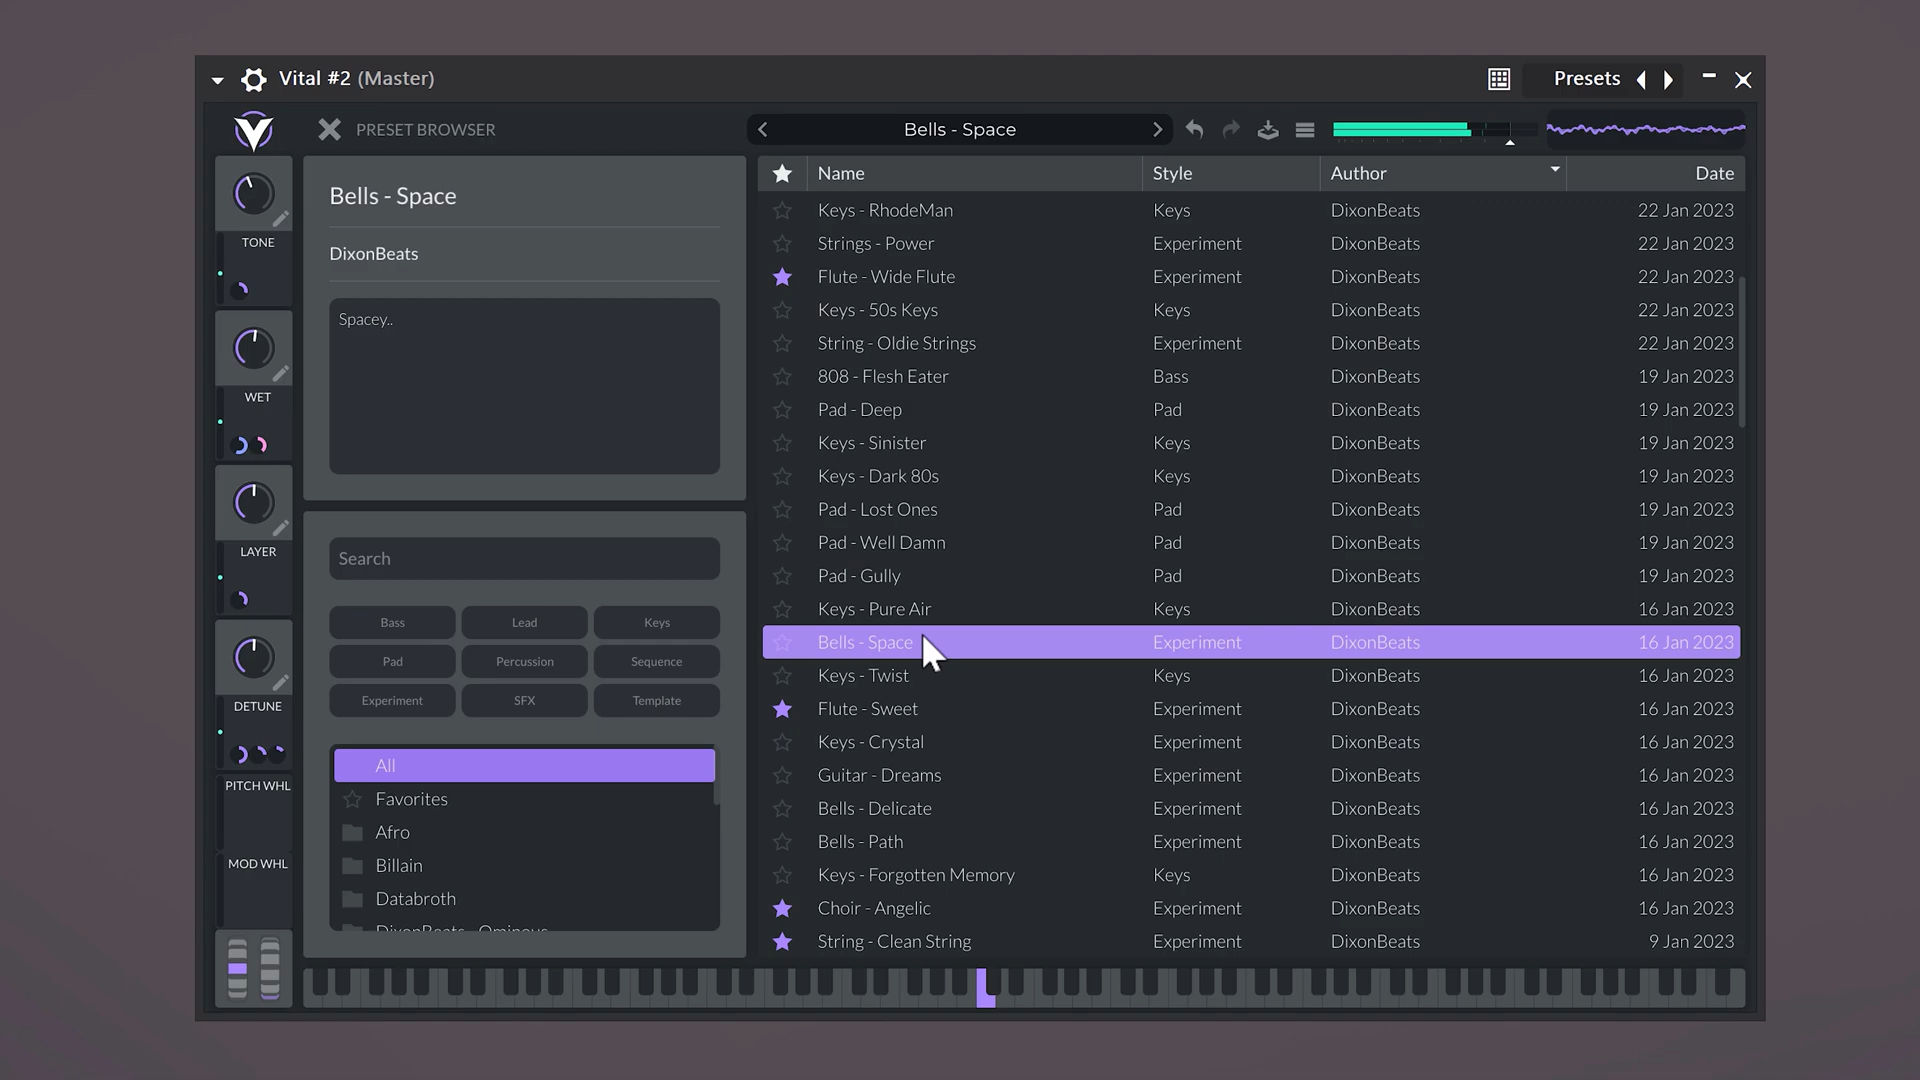 Vital #2 (Master)
Presets
PRESET BROWSER
Bells - Space
TONE
WET
LAYER
DETUNE
PITCH WHL
MOD WHL
Bells - Space
DixonBeats
Spacey..
Search
Bass Lead Keys
Pad Percussion Sequence
Experiment SFX Template
All
Favorites
Afro
Billain
Databroth
DixonBeats - Ominous
Name Style Author Date
Keys - RhodeMan Keys DixonBeats 22 Jan 2023
Strings - Power Experiment DixonBeats 22 Jan 2023
Flute - Wide Flute Experiment DixonBeats 22 Jan 2023
Keys - 50s Keys Keys DixonBeats 22 Jan 2023
String - Oldie Strings Experiment DixonBeats 22 Jan 2023
808 - Flesh Eater Bass DixonBeats 19 Jan 2023
Pad - Deep Pad DixonBeats 19 Jan 2023
Keys - Sinister Keys DixonBeats 19 Jan 2023
Keys - Dark 80s Keys DixonBeats 19 Jan 2023
Pad - Lost Ones Pad DixonBeats 19 Jan 2023
Pad - Well Damn Pad DixonBeats 19 Jan 2023
Pad - Gully Pad DixonBeats 19 Jan 2023
Keys - Pure Air Keys DixonBeats 16 Jan 2023
Bells - Space Experiment DixonBeats 16 Jan 2023
Keys - Twist Keys DixonBeats 16 Jan 2023
Flute - Sweet Experiment DixonBeats 16 Jan 2023
Keys - Crystal Experiment DixonBeats 16 Jan 2023
Guitar - Dreams Experiment DixonBeats 16 Jan 2023
Bells - Delicate Experiment DixonBeats 16 Jan 2023
Bells - Path Experiment DixonBeats 16 Jan 2023
Keys - Forgotten Memory Keys DixonBeats 16 Jan 2023
Choir - Angelic Experiment DixonBeats 16 Jan 2023
String - Clean String Experiment DixonBeats 9 Jan 2023